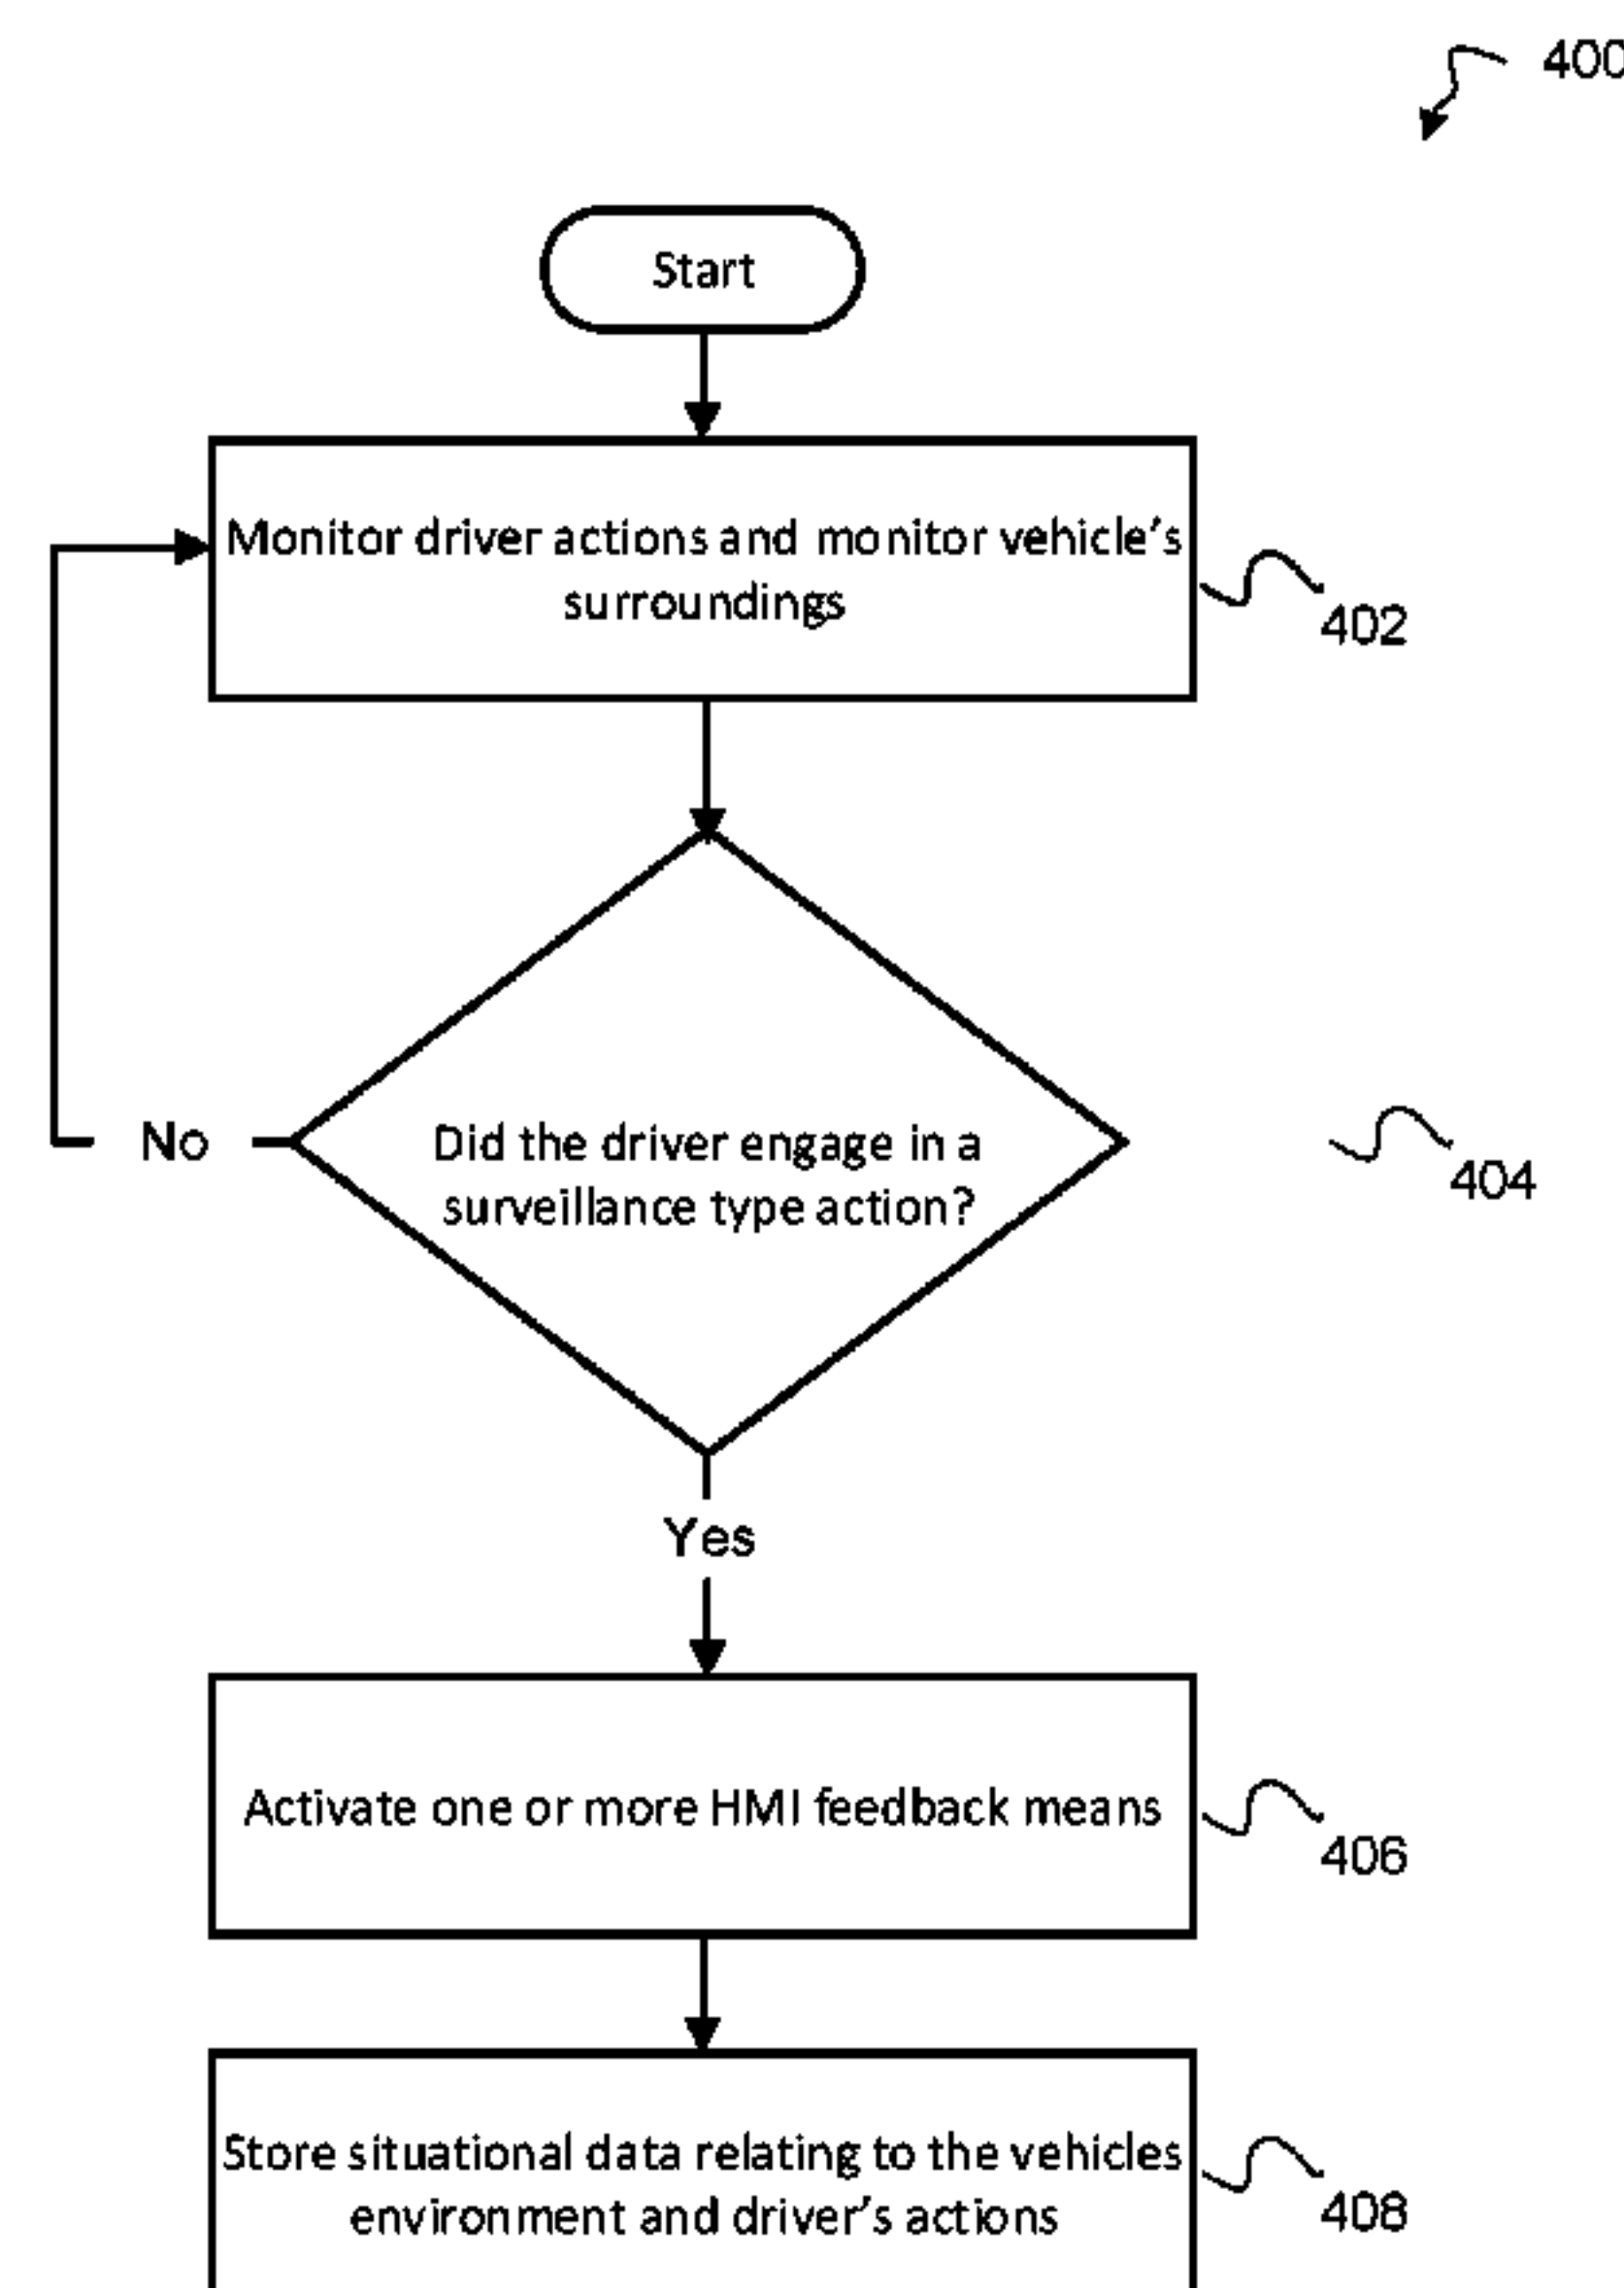 400
Start
Monitor driver actions and monitor vehicle's
surroundings
402
No
Did the driver engage in a
surveillance type action?
404
Yes
Activate one or more HMI feedback means
406
Store situational data relating to the vehicles
environment and driver's actions
408